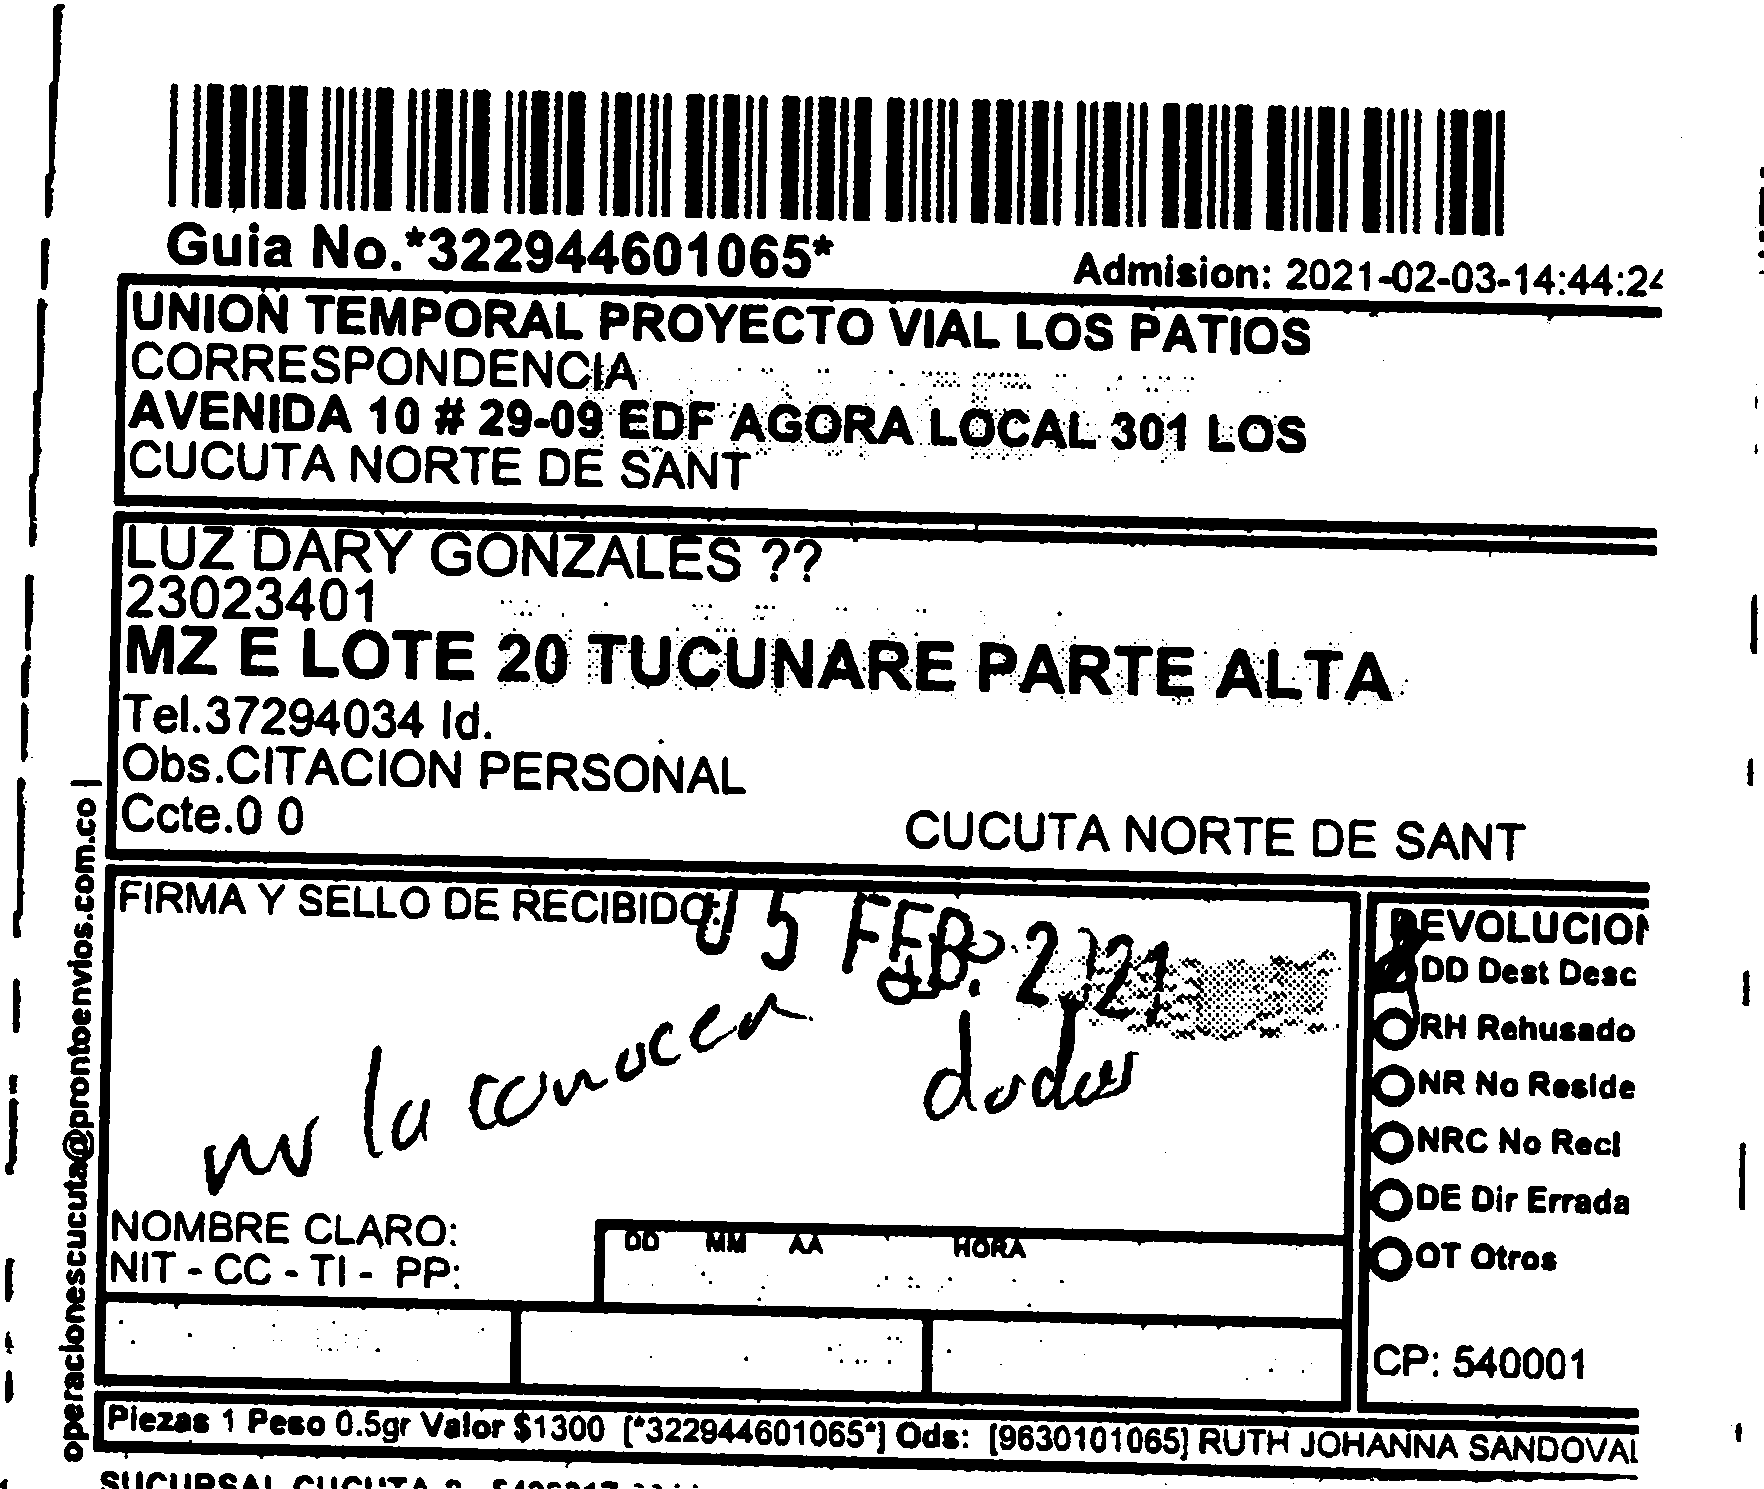 Guia No.*322944601065*
Admision: 2021-02-03-14:44:24
UNION TEMPORAL PROYECTO VIAL LOS PATIOS
CORRESPONDENCIA
AVENIDA 10 # 29-09 EDF AGORA LOCAL 301 LOS
CUCUTA NORTE DE SANT
LUZ DARY GONZALES ??
23023401
MZ E LOTE 20 TUCUNARE PARTE ALTA
Tel.37294034 Id.
Obs.CITACION PERSONAL
Ccte.0 0
CUCUTA NORTE DE SANT
operacionescucuta@prontoenvios.com.co |
FIRMA Y SELLO DE RECIBIDO:
05 FEB. 2021
no la conocen
NOMBRE CLARO:
NIT - CC - TI - PP:
DD MM AA HORA
DEVOLUCION
DD Dest Desc
RH Rehusado
NR No Reside
NRC No Recl
DE Dir Errada
OT Otros
CP: 540001
Piezas 1 Peso 0.5gr Valor $1300 [*322944601065*] Ods: [9630101065] RUTH JOHANNA SANDOVAL
SUCURSAL CUCUTA 2